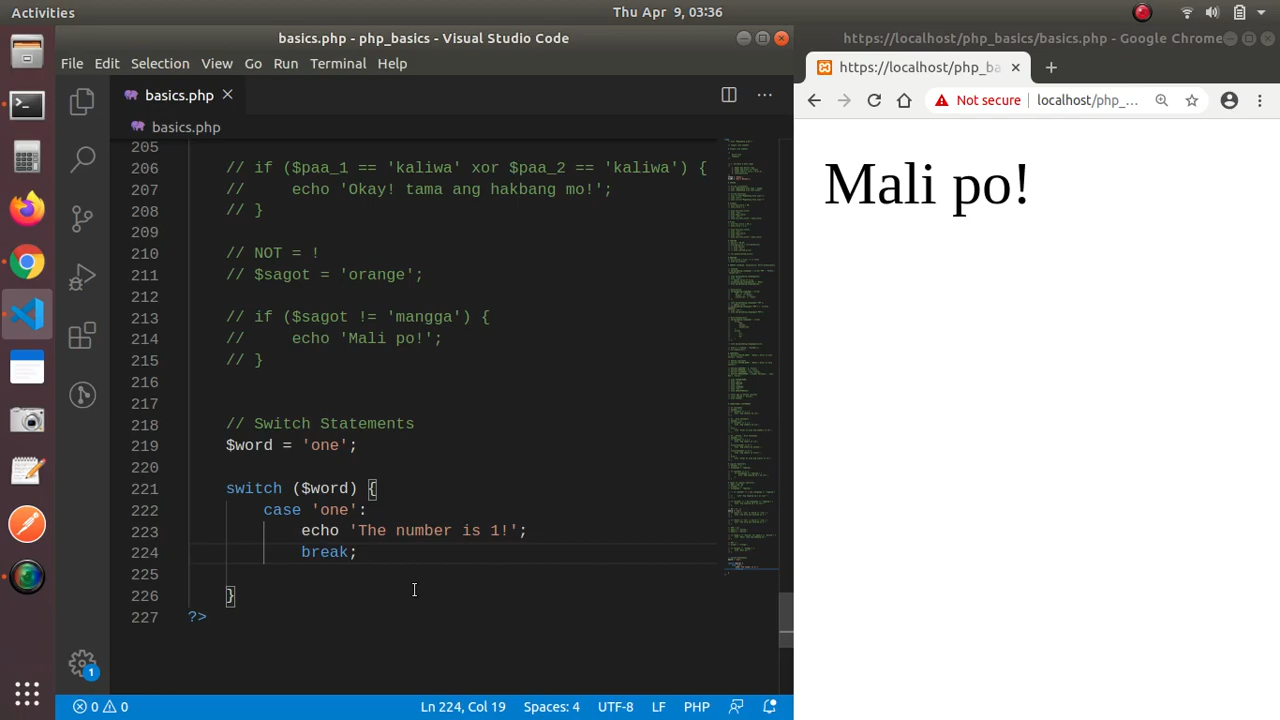 Activities
Thu Apr 9, 03:36
basics.php - php_basics - Visual Studio Code
File Edit Selection View Go Run Terminal Help
basics.php
basics.php
205
206 // if ($paa_1 == 'kaliwa' xor $paa_2 == 'kaliwa') {
207 //     echo 'Okay! tama ang hakbang mo!';
208 // }
209
210 // NOT = !
211 // $sagot = 'orange';
212
213 // if ($sagot != 'mangga') {
214 //     echo 'Mali po!';
215 // }
216
217
218 // Switch Statements
219 $word = 'one';
220
221 switch ($word) {
222     case 'one':
223         echo 'The number is 1!';
224         break;
225
226 }
227 ?>
1
0 0
Ln 224, Col 19 Spaces: 4 UTF-8 LF PHP
https://localhost/php_basics/basics.php - Google Chrome
https://localhost/php_ba
Not secure localhost/php_...
Mali po!